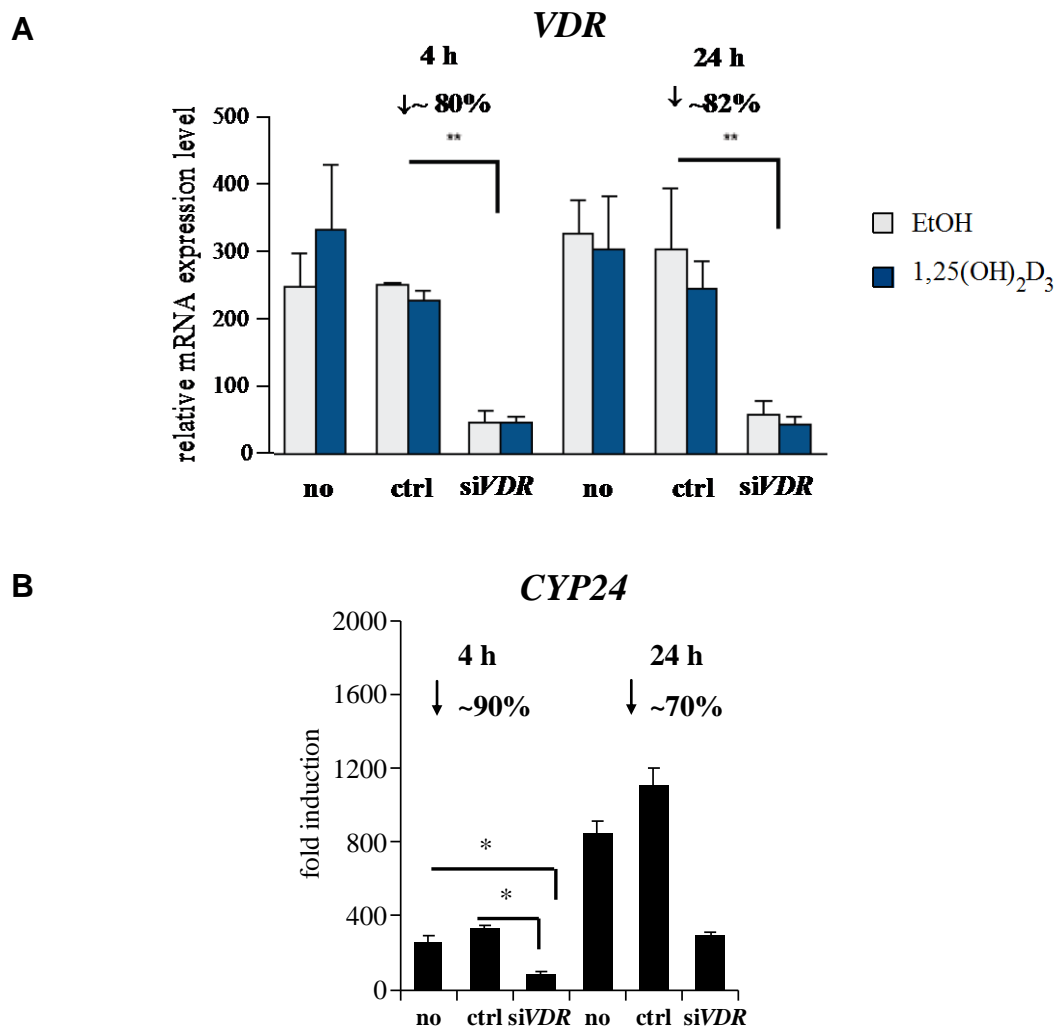 A
VDR
4 h
24 h
↓~ 80%
↓ ~82%
**
**
500
400
300
200
100
0
relative mRNA expression level
no ctrl siVDR no ctrl siVDR
EtOH
1,25(OH)2D3
B
CYP24
2000
1600
1200
800
400
0
fold induction
4 h
24 h
↓ ~90%
↓ ~70%
*
*
no ctrl siVDR no ctrl siVDR